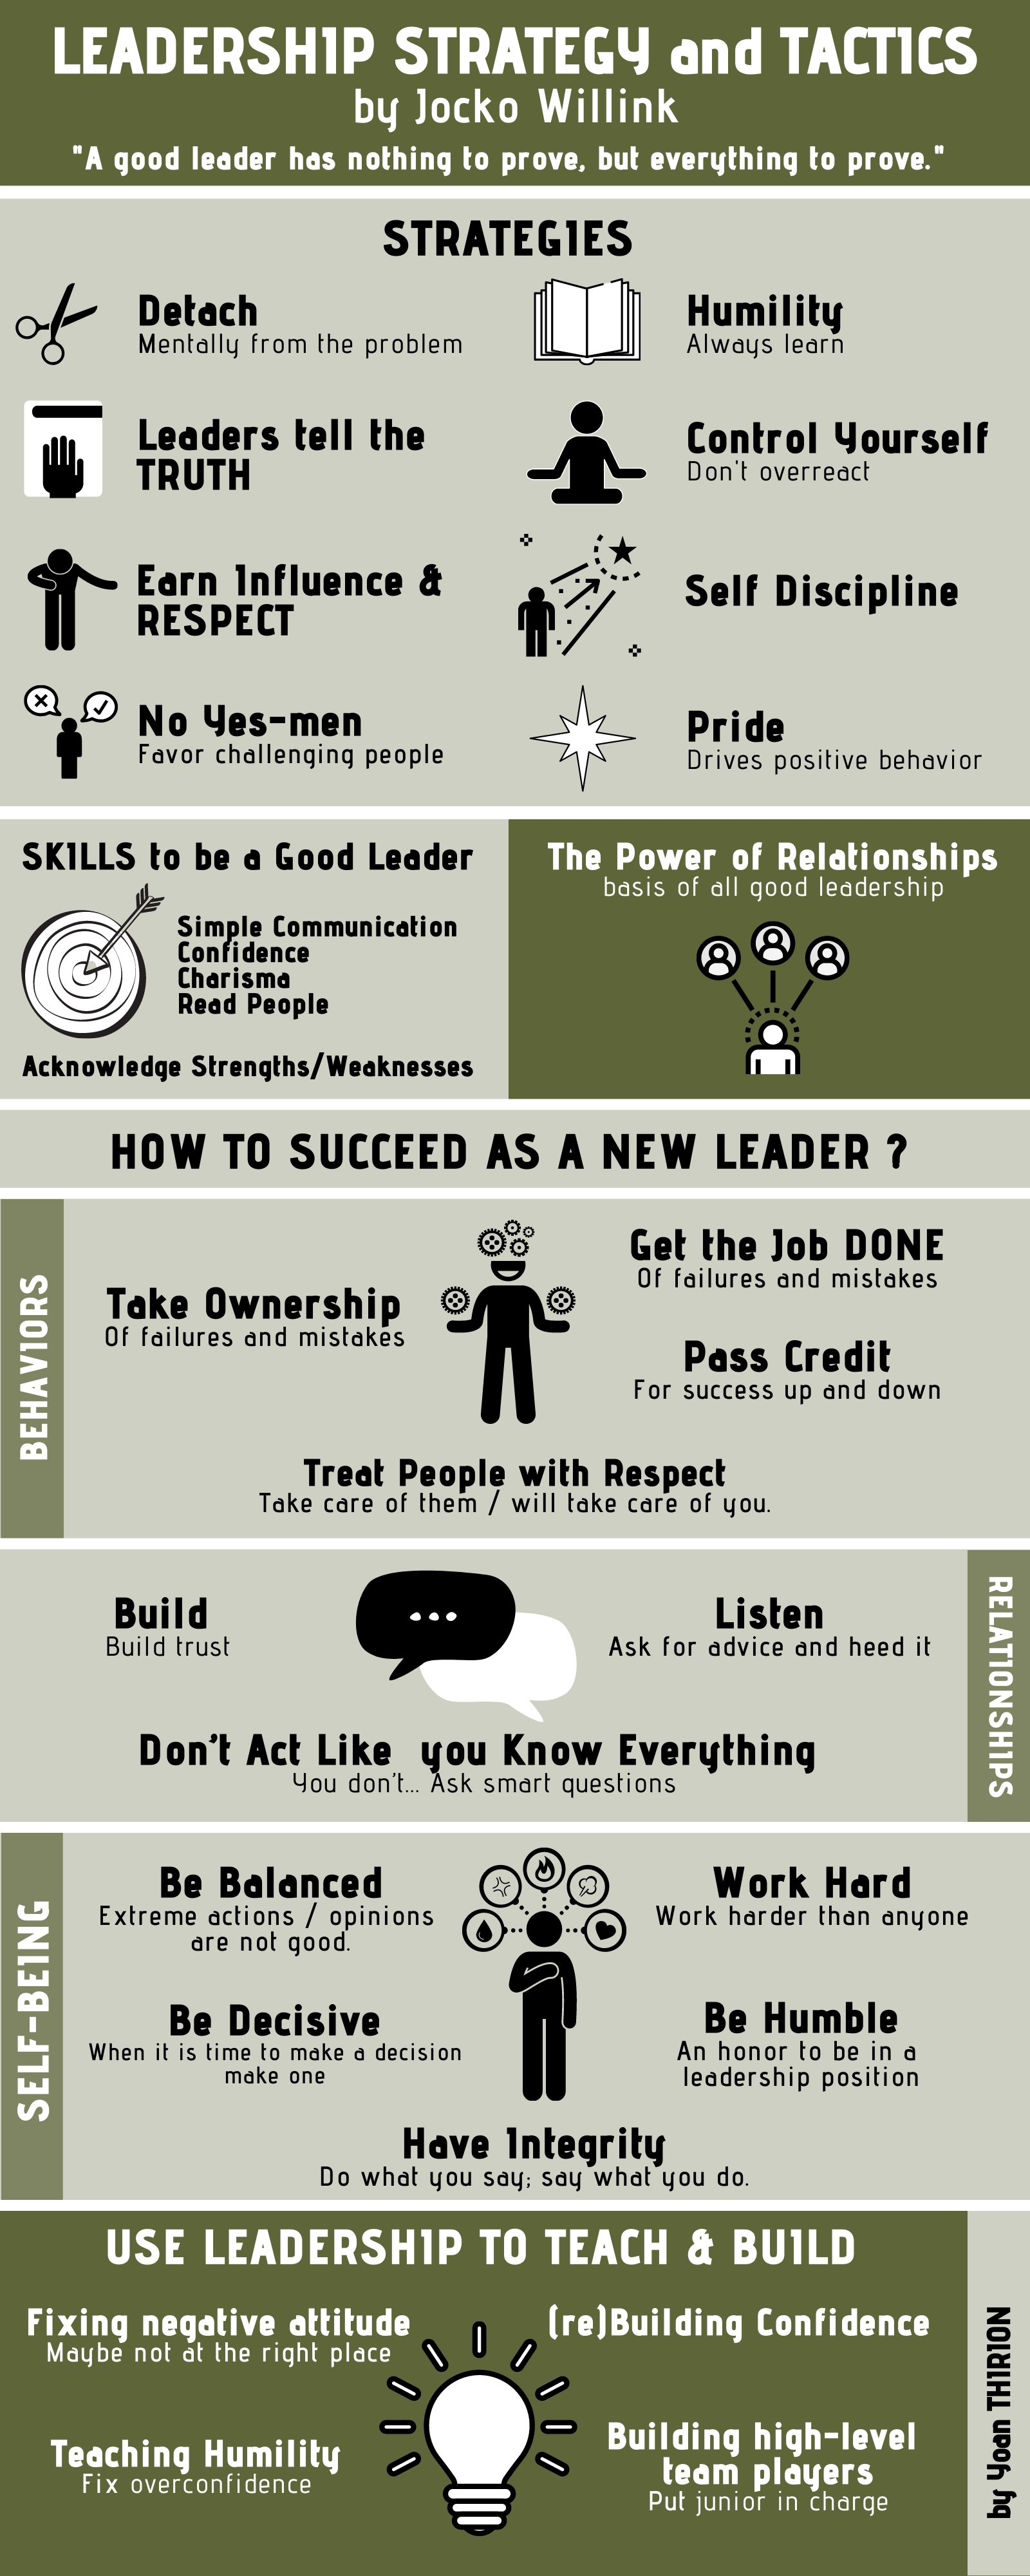 LEADERSHIP STRATEGY and TACTICS
by Jocko Willink
"A good leader has nothing to prove, but everything to prove."
STRATEGIES
Detach
Mentally from the problem
Humility
Always learn
Leaders tell the
TRUTH
Control Yourself
Don't overreact
Earn Influence &
RESPECT
Self Discipline
No Yes-men
Favor challenging people
Pride
Drives positive behavior
SKILLS to be a Good Leader
Simple Communication
Confidence
Charisma
Read People
Acknowledge Strengths/Weaknesses
The Power of Relationships
basis of all good leadership
HOW TO SUCCEED AS A NEW LEADER ?
BEHAVIORS
Take Ownership
Of failures and mistakes
Get the Job DONE
Of failures and mistakes
Pass Credit
For success up and down
Treat People with Respect
Take care of them / will take care of you.
RELATIONSHIPS
Build
Build trust
Listen
Ask for advice and heed it
Don't Act Like you Know Everything
You don't... Ask smart questions
SELF-BEING
Be Balanced
Extreme actions / opinions
are not good.
Work Hard
Work harder than anyone
Be Decisive
When it is time to make a decision
make one
Be Humble
An honor to be in a
leadership position
Have Integrity
Do what you say; say what you do.
USE LEADERSHIP TO TEACH & BUILD
Fixing negative attitude
Maybe not at the right place
(re)Building Confidence
Teaching Humility
Fix overconfidence
Building high-level
team players
Put junior in charge
by Yoan THIRION